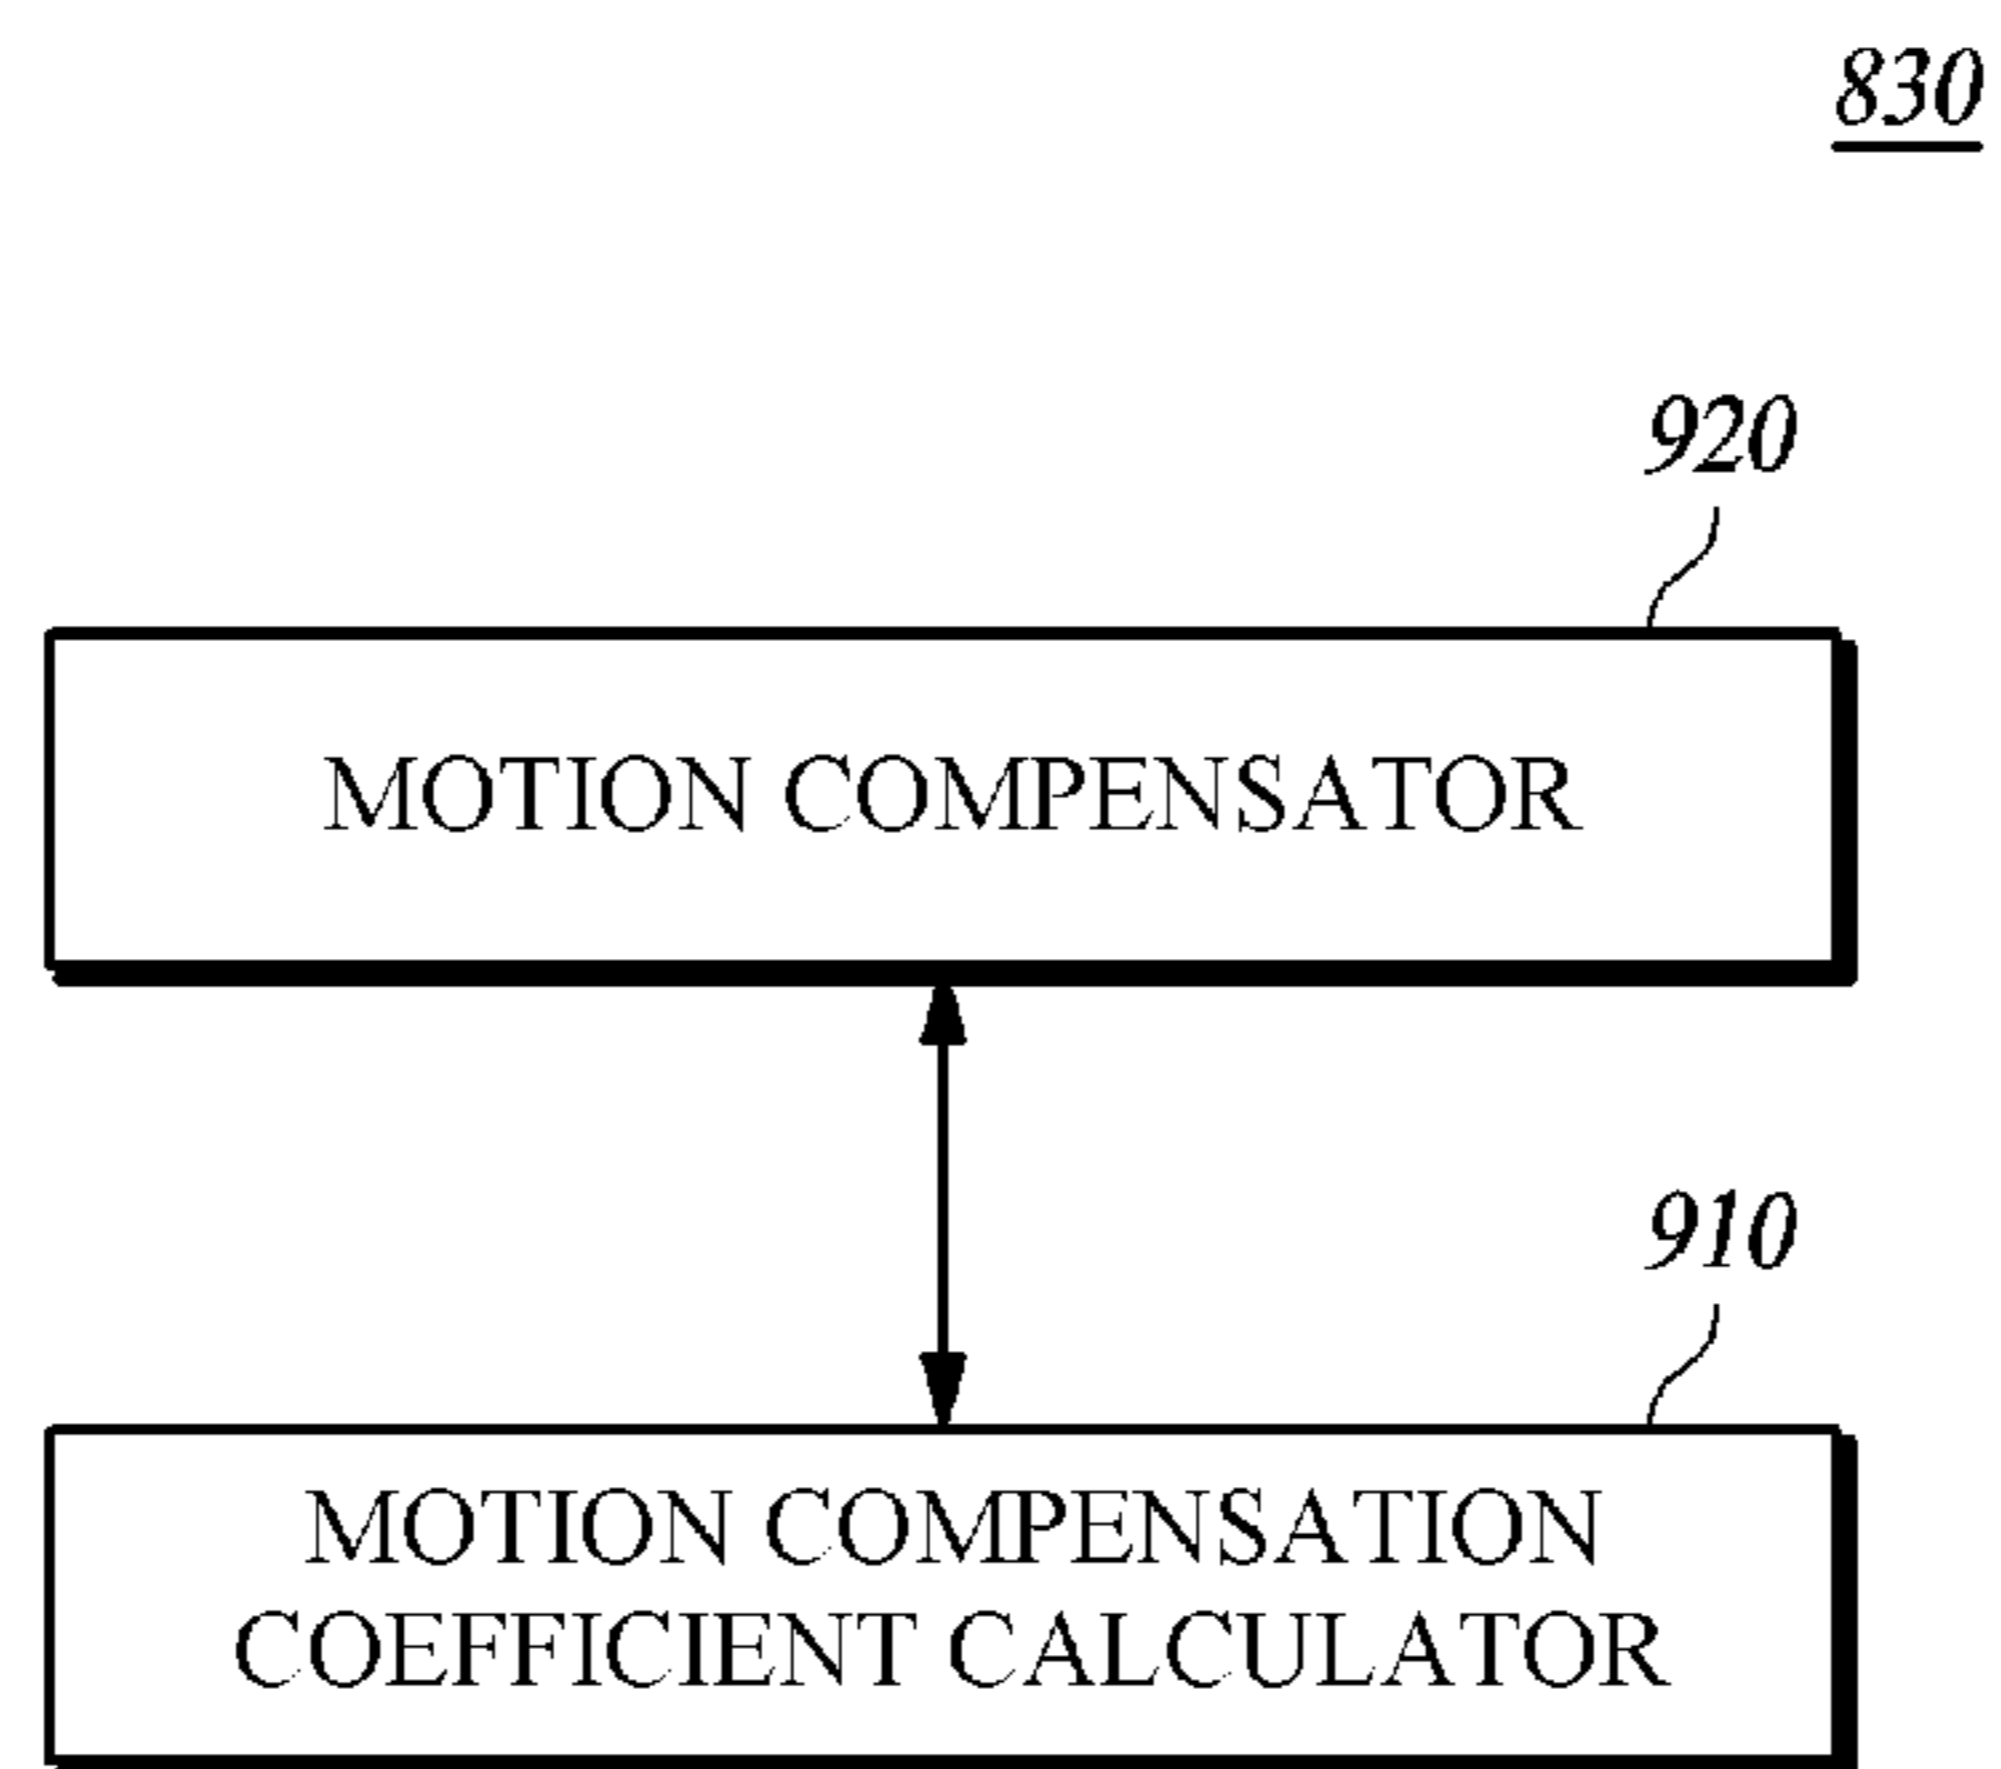 830
920
MOTION COMPENSATOR
910
MOTION COMPENSATION
COEFFICIENT CALCULATOR